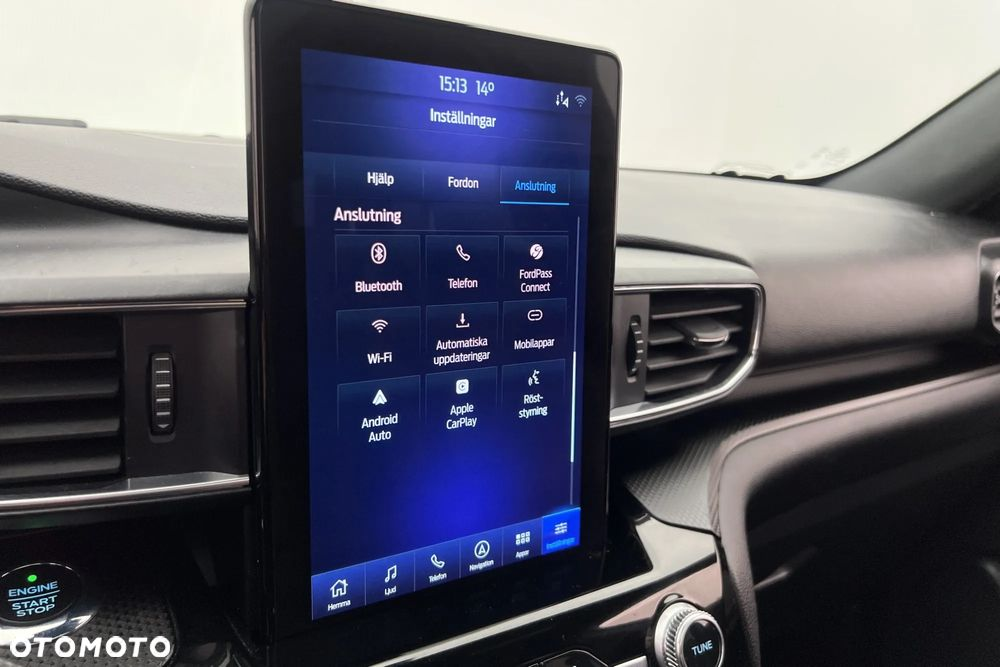 15:13 14°
Inställningar
Hjälp Fordon Anslutning
Anslutning
Bluetooth
Telefon
FordPass
Connect
Wi-Fi
Automatiska
uppdateringar
Mobilappar
Android
Auto
Apple
CarPlay
Röst-
styrning
Hemma Ljud Telefon Navigation Appar Inställningar
ENGINE
START
STOP
TUNE
OTOMOTO